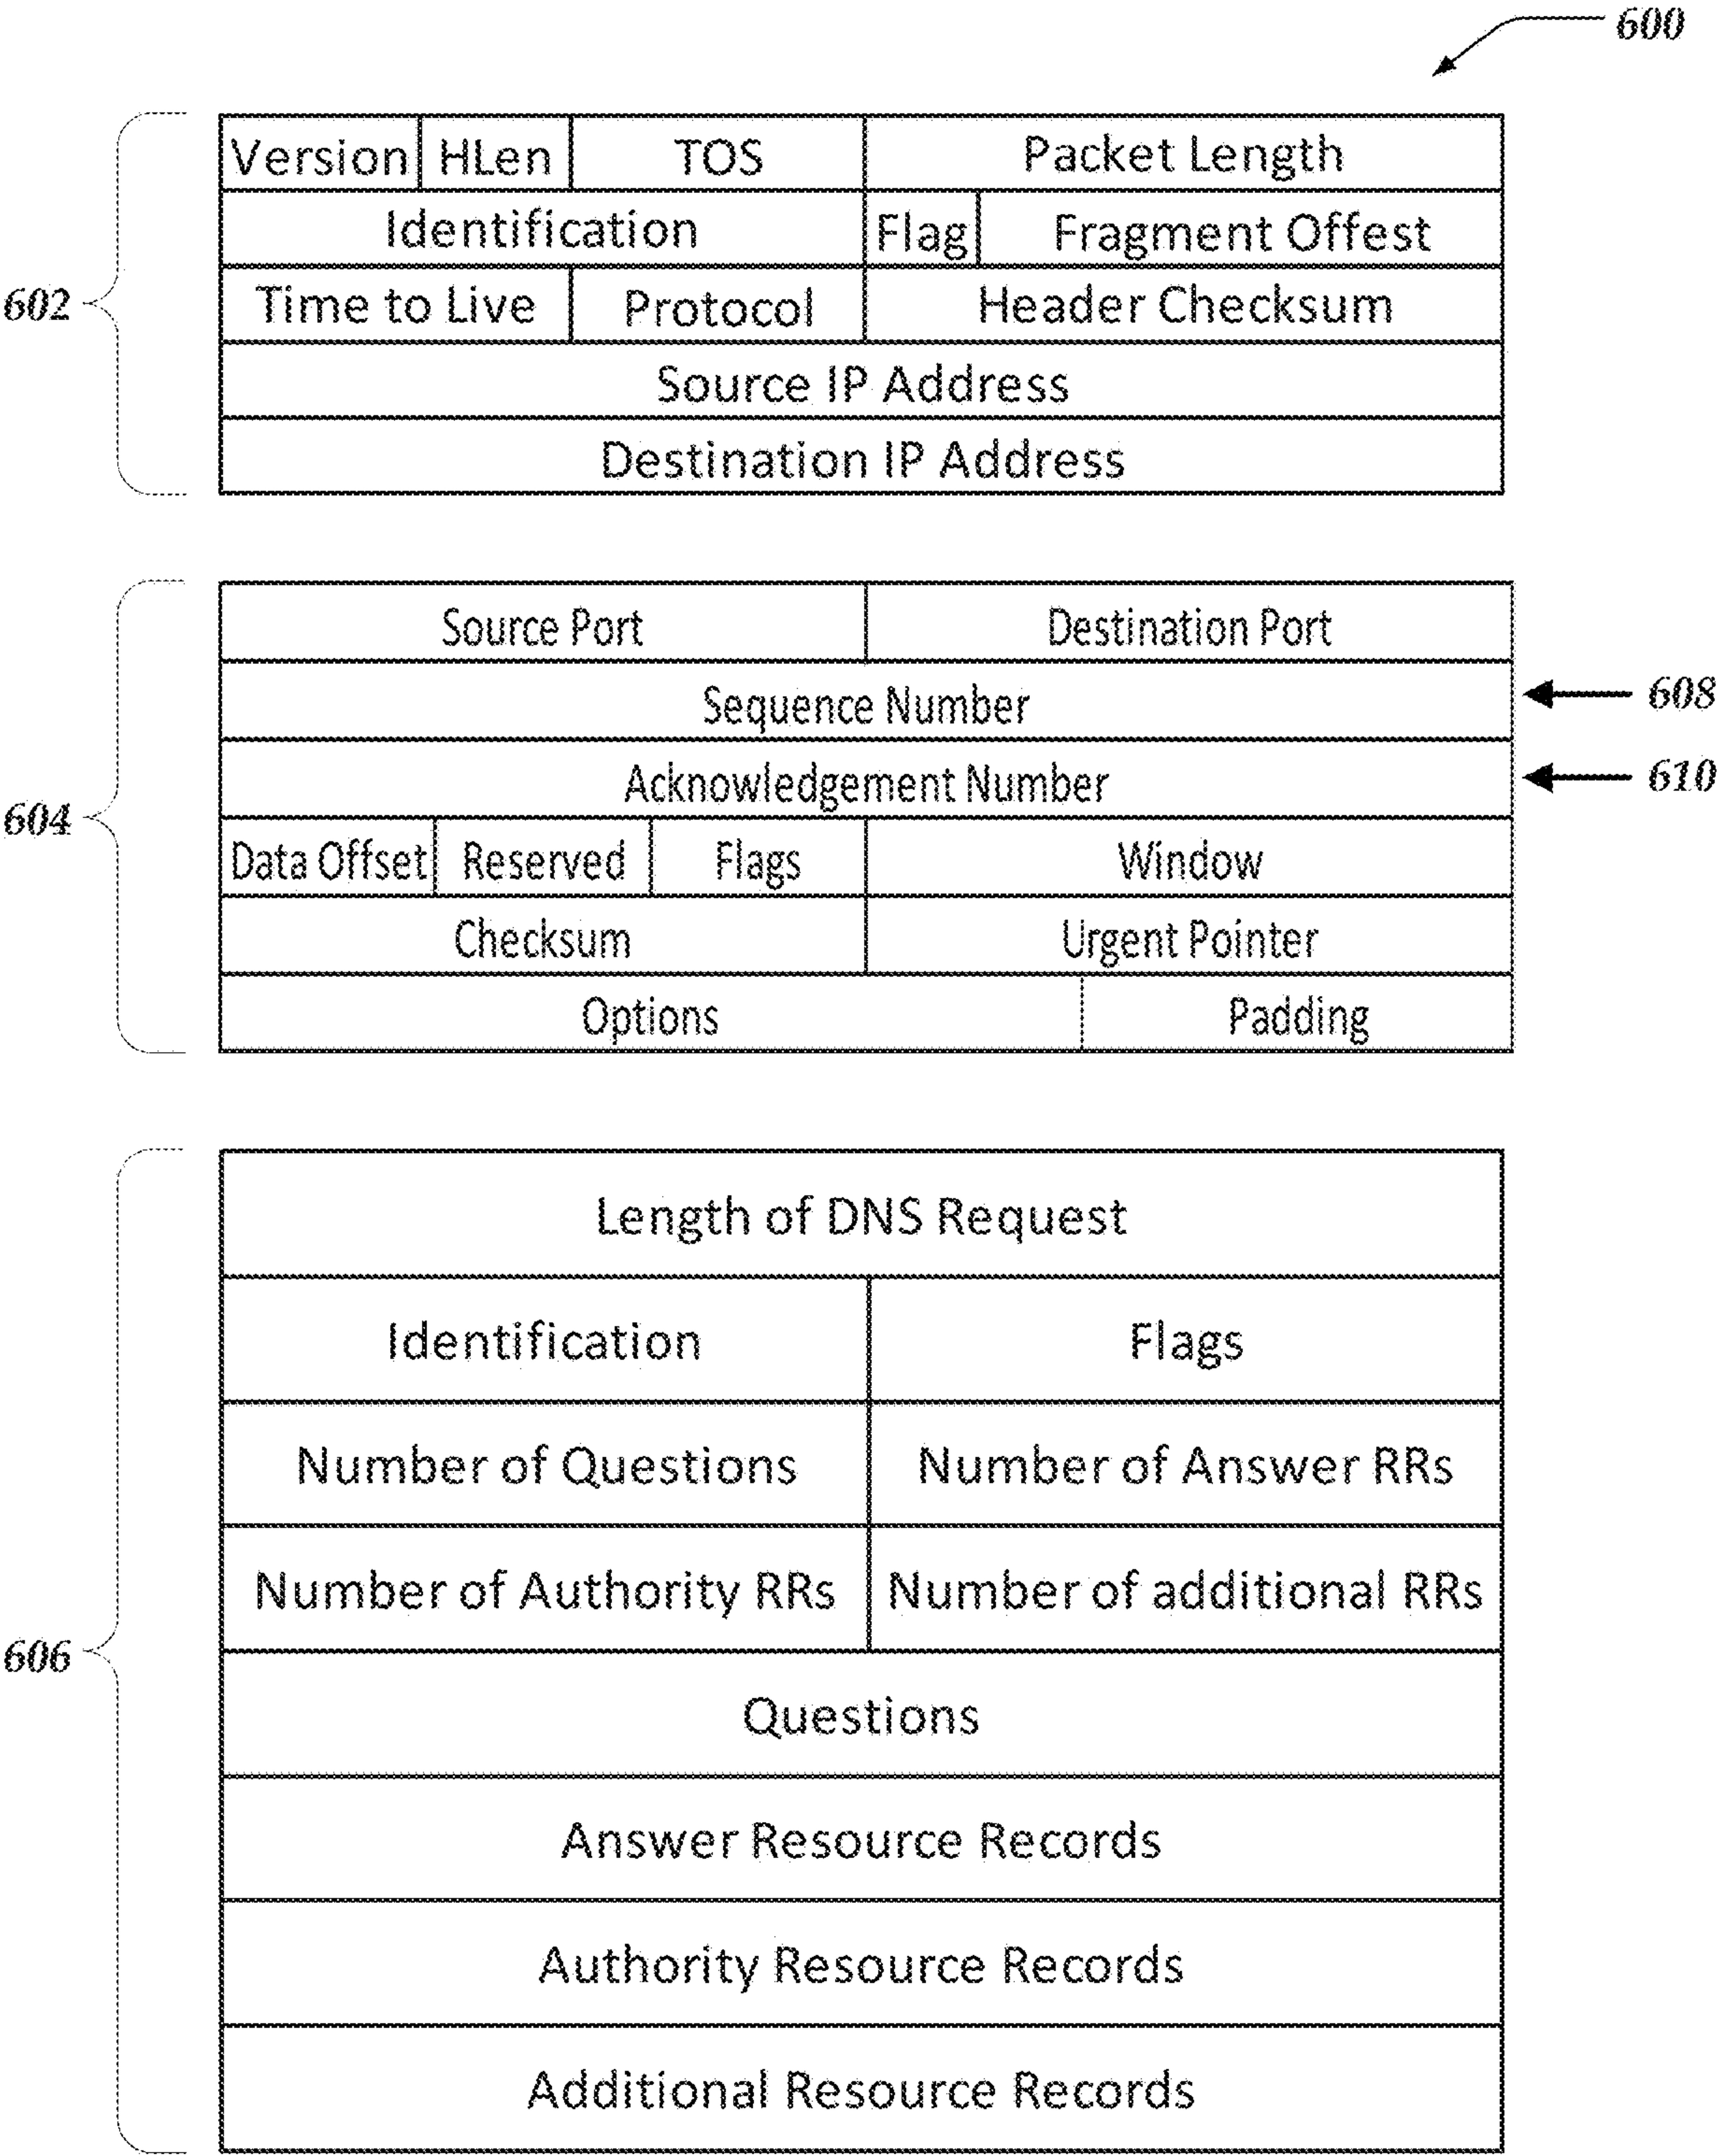 600
Version HLen TOS Packet Length
Identification Flag Fragment Offest
602
Time to Live Protocol Header Checksum
Source IP Address
Destination IP Address
Source Port Destination Port
Sequence Number 608
Acknowledgement Number 610
604
Data Offset Reserved Flags Window
Checksum Urgent Pointer
Options Padding
Length of DNS Request
Identification Flags
Number of Questions Number of Answer RRs
Number of Authority RRs Number of additional RRs
606
Questions
Answer Resource Records
Authority Resource Records
Additional Resource Records